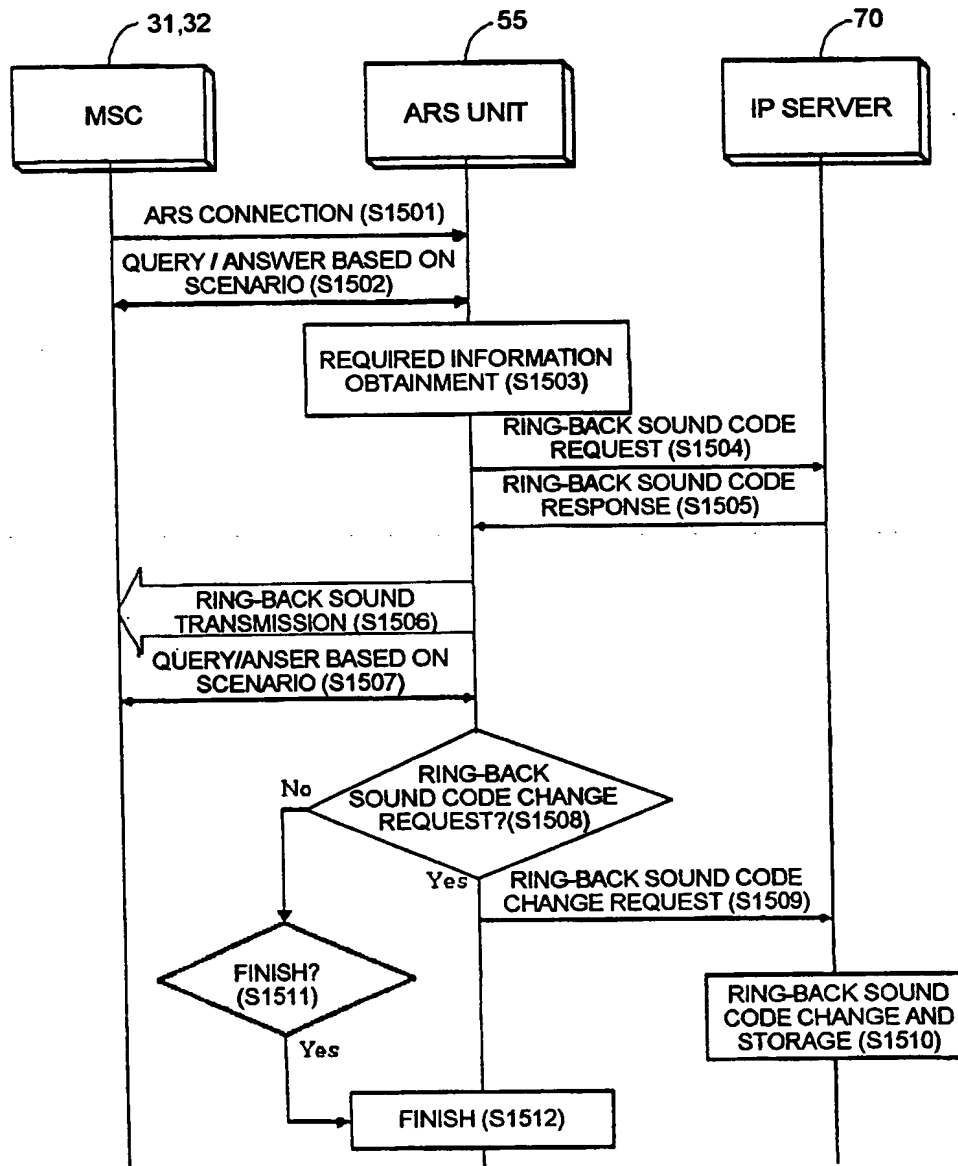 31,32
55
70
MSC
ARS UNIT
IP SERVER
ARS CONNECTION (S1501)
QUERY / ANSWER BASED ON
SCENARIO (S1502)
REQUIRED INFORMATION
OBTAINMENT (S1503)
RING-BACK SOUND CODE
REQUEST (S1504)
RING-BACK SOUND CODE
RESPONSE (S1505)
RING-BACK SOUND
TRANSMISSION (S1506)
QUERY/ANSER BASED ON
SCENARIO (S1507)
RING-BACK
SOUND CODE CHANGE
REQUEST?(S1508)
No
Yes
RING-BACK SOUND CODE
CHANGE REQUEST (S1509)
FINISH?
(S1511)
RING-BACK SOUND
CODE CHANGE AND
STORAGE (S1510)
Yes
FINISH (S1512)